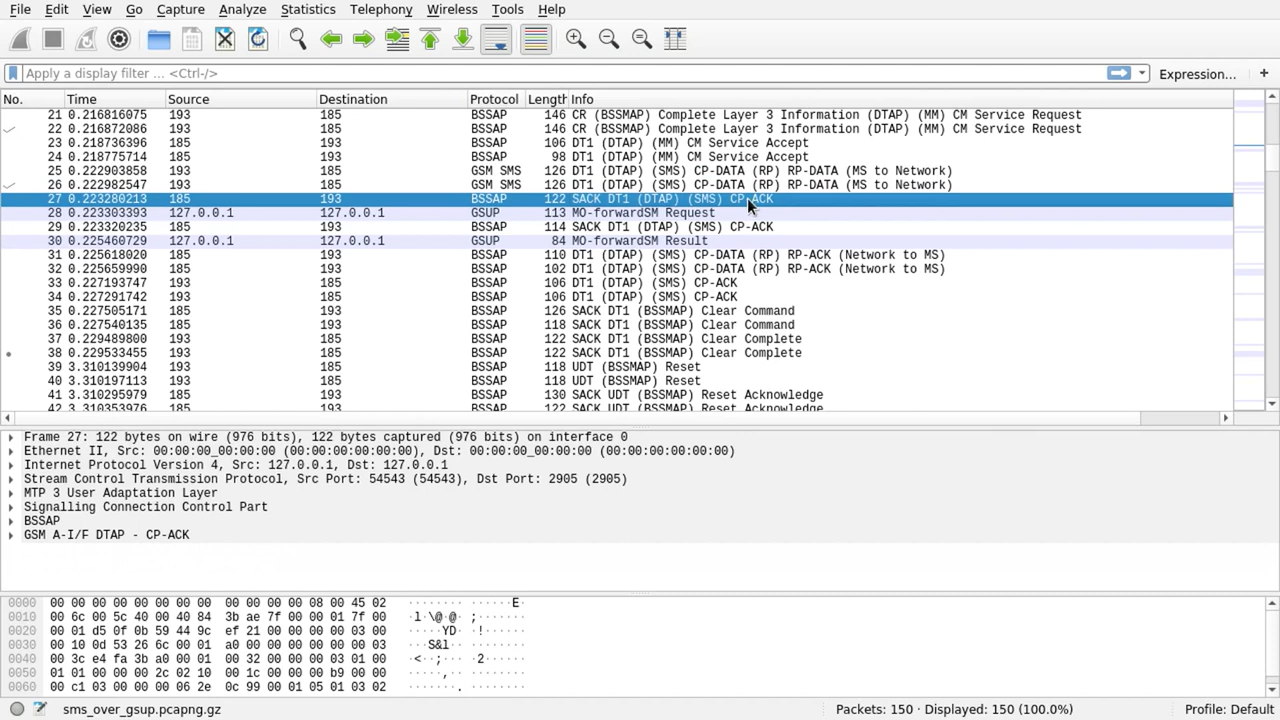 File Edit View Go Capture Analyze Statistics Telephony Wireless Tools Help
Apply a display filter … <Ctrl-/> Expression… +
No. Time Source Destination Protocol Length Info
21 0.216816075 193 185 BSSAP 146 CR (BSSMAP) Complete Layer 3 Information (DTAP) (MM) CM Service Request
22 0.216872086 193 185 BSSAP 146 CR (BSSMAP) Complete Layer 3 Information (DTAP) (MM) CM Service Request
23 0.218736396 185 193 BSSAP 106 DT1 (DTAP) (MM) CM Service Accept
24 0.218775714 185 193 BSSAP 98 DT1 (DTAP) (MM) CM Service Accept
25 0.222903858 193 185 GSM SMS 126 DT1 (DTAP) (SMS) CP-DATA (RP) RP-DATA (MS to Network)
26 0.222982547 193 185 GSM SMS 126 DT1 (DTAP) (SMS) CP-DATA (RP) RP-DATA (MS to Network)
27 0.223280213 185 193 BSSAP 122 SACK DT1 (DTAP) (SMS) CP-ACK
28 0.223303393 127.0.0.1 127.0.0.1 GSUP 113 MO-forwardSM Request
29 0.223320235 185 193 BSSAP 114 SACK DT1 (DTAP) (SMS) CP-ACK
30 0.225460729 127.0.0.1 127.0.0.1 GSUP 84 MO-forwardSM Result
31 0.225618020 185 193 BSSAP 110 DT1 (DTAP) (SMS) CP-DATA (RP) RP-ACK (Network to MS)
32 0.225659990 185 193 BSSAP 102 DT1 (DTAP) (SMS) CP-DATA (RP) RP-ACK (Network to MS)
33 0.227193747 193 185 BSSAP 106 DT1 (DTAP) (SMS) CP-ACK
34 0.227291742 193 185 BSSAP 106 DT1 (DTAP) (SMS) CP-ACK
35 0.227505171 185 193 BSSAP 126 SACK DT1 (BSSMAP) Clear Command
36 0.227540135 185 193 BSSAP 118 SACK DT1 (BSSMAP) Clear Command
37 0.229489800 193 185 BSSAP 122 SACK DT1 (BSSMAP) Clear Complete
38 0.229533455 193 185 BSSAP 122 SACK DT1 (BSSMAP) Clear Complete
39 3.310139904 193 185 BSSAP 118 UDT (BSSMAP) Reset
40 3.310197113 193 185 BSSAP 118 UDT (BSSMAP) Reset
41 3.310295979 185 193 BSSAP 130 SACK UDT (BSSMAP) Reset Acknowledge
42 3.310353976 185 193 BSSAP 122 SACK UDT (BSSMAP) Reset Acknowledge
Frame 27: 122 bytes on wire (976 bits), 122 bytes captured (976 bits) on interface 0
Ethernet II, Src: 00:00:00_00:00:00 (00:00:00:00:00:00), Dst: 00:00:00_00:00:00 (00:00:00:00:00:00)
Internet Protocol Version 4, Src: 127.0.0.1, Dst: 127.0.0.1
Stream Control Transmission Protocol, Src Port: 54543 (54543), Dst Port: 2905 (2905)
MTP 3 User Adaptation Layer
Signalling Connection Control Part
BSSAP
GSM A-I/F DTAP - CP-ACK
0000 00 00 00 00 00 00 00 00 00 00 00 00 08 00 45 02 ········ ······E·
0010 00 6c 00 5c 40 00 40 84 3b ae 7f 00 00 01 7f 00 ·l·\@·@· ;·······
0020 00 01 d5 0f 0b 59 44 9c ef 21 00 00 00 00 03 00 ·····YD· ·!······
0030 00 10 0d 53 26 6c 00 01 a0 00 00 00 00 00 00 03 ···S&l·· ········
0040 00 3c e4 fa 3b a0 00 01 00 32 00 00 00 03 01 00 ·<··;··· ·2······
0050 01 01 00 00 00 2c 02 10 00 1c 00 00 00 b9 00 00 ·····,·· ········
0060 00 c1 03 00 00 00 06 2e 0c 99 00 01 05 01 03 02 ·······. ········
sms_over_gsup.pcapng.gz Packets: 150 · Displayed: 150 (100.0%) Profile: Default